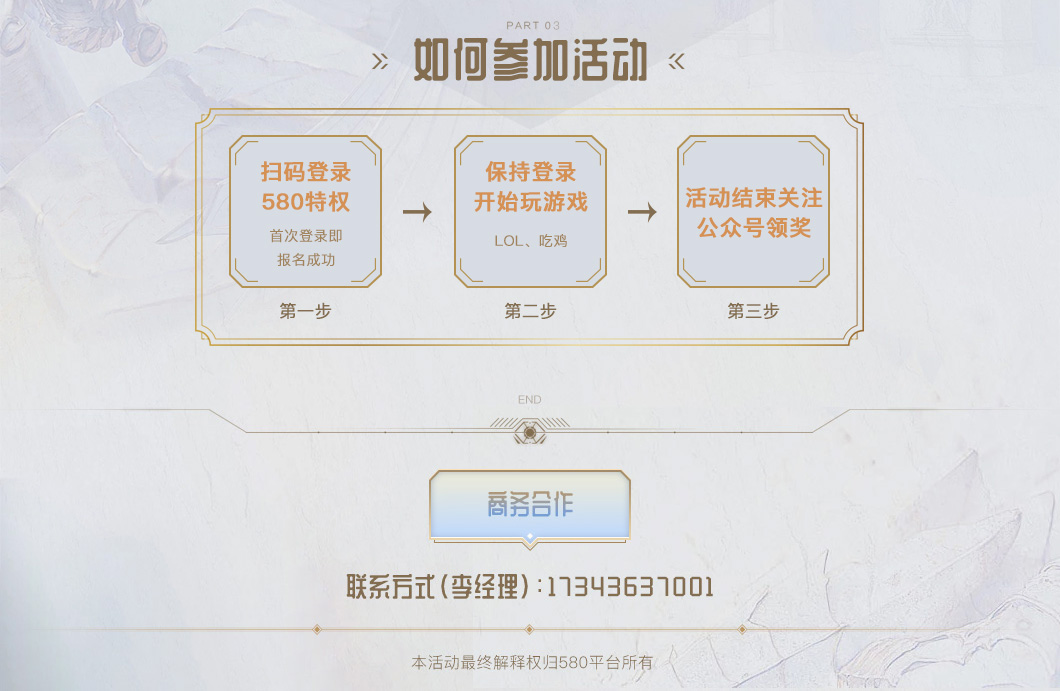 PART 03
如何参加活动
扫码登录
580特权
首次登录即
报名成功
第一步
保持登录
开始玩游戏
LOL、吃鸡
第二步
活动结束关注
公众号领奖
第三步
END
商务合作
联系方式(李经理):17343637001
本活动最终解释权归580平台所有